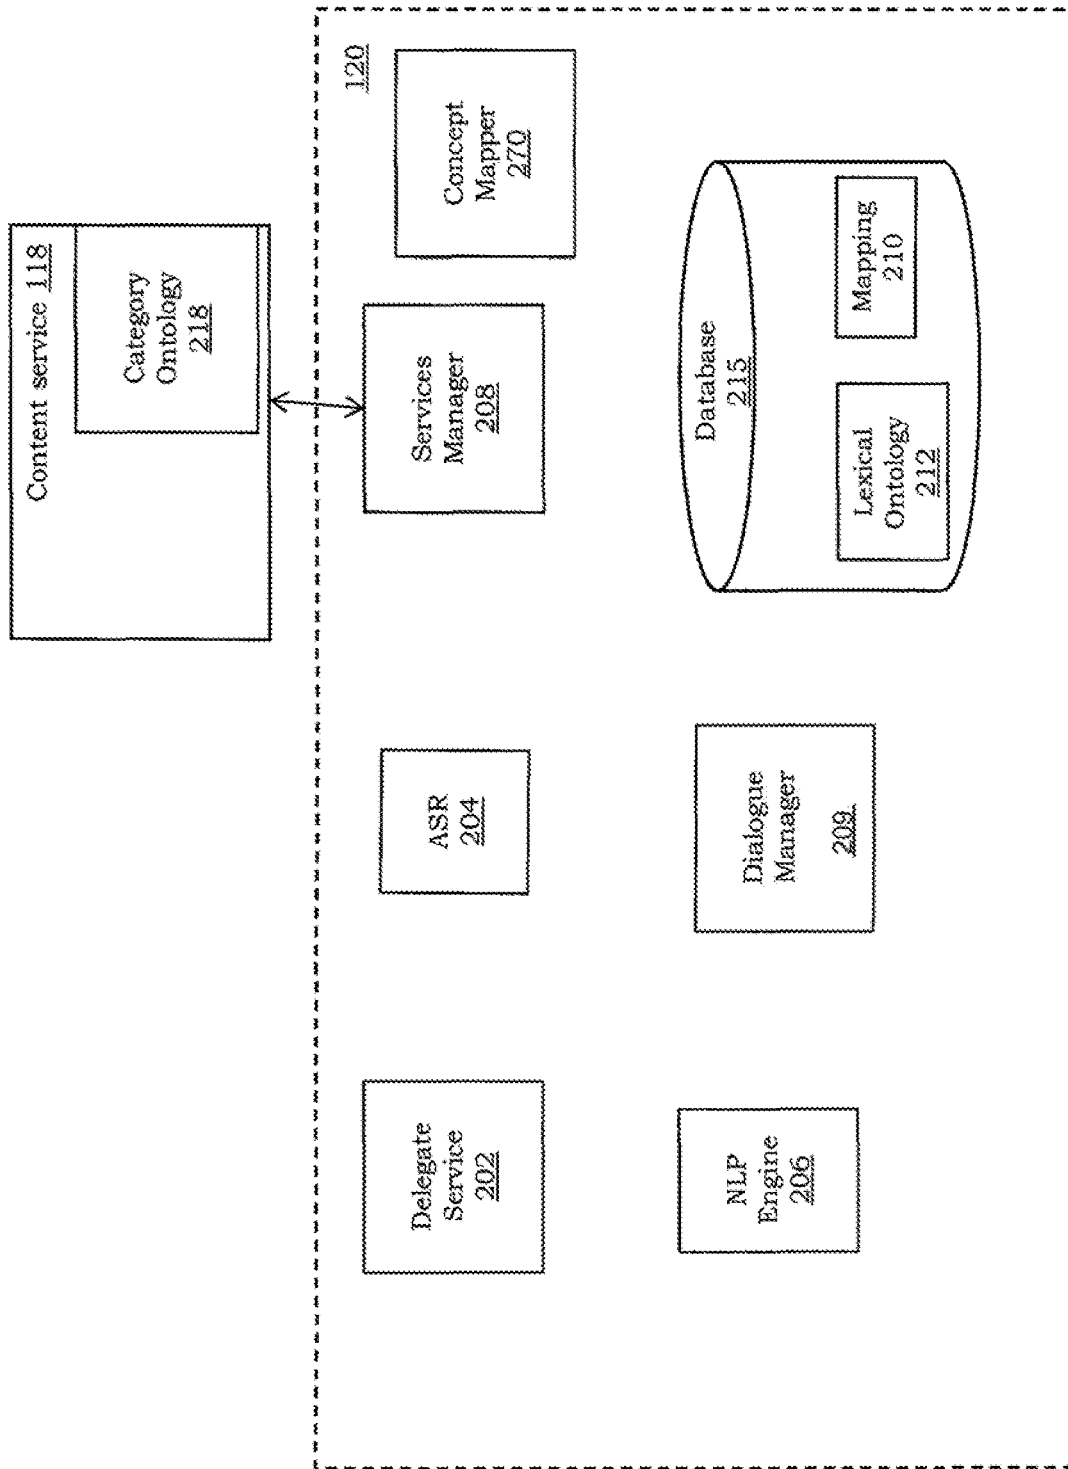 Content service 118
Category
Ontology
218
120
Delegate
Service
202
ASR
204
Services
Manager
208
Concept
Mapper
270
NLP
Engine
206
Dialogue
Manager
209
Database
215
Lexical
Ontology
212
Mapping
210